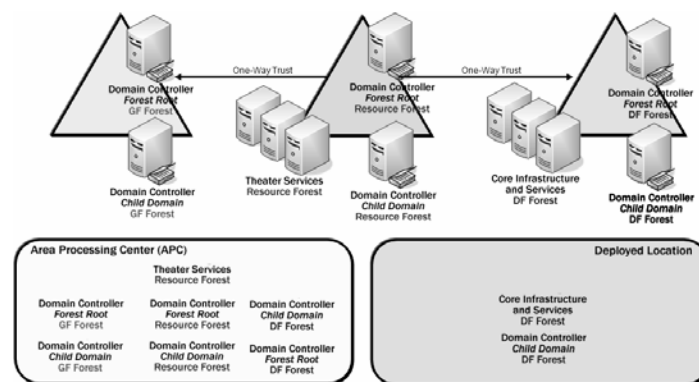 One-Way Trust
One-Way Trust
Domain Controller
Forest Root
GF Forest
Domain Controller
Forest Root
Resource Forest
Domain Controller
Forest Root
DF Forest
Domain Controller
Child Domain
GF Forest
Theater Services
Resource Forest
Domain Controller
Child Domain
Resource Forest
Core Infrastructure
and Services
DF Forest
Domain Controller
Child Domain
DF Forest
Area Processing Center (APC)
Theater Services
Resource Forest
Domain Controller
Forest Root
GF Forest
Domain Controller
Forest Root
Resource Forest
Domain Controller
Child Domain
DF Forest
Domain Controller
Child Domain
GF Forest
Domain Controller
Child Domain
Resource Forest
Domain Controller
Forest Root
DF Forest
Deployed Location
Core Infrastructure
and Services
DF Forest
Domain Controller
Child Domain
DF Forest